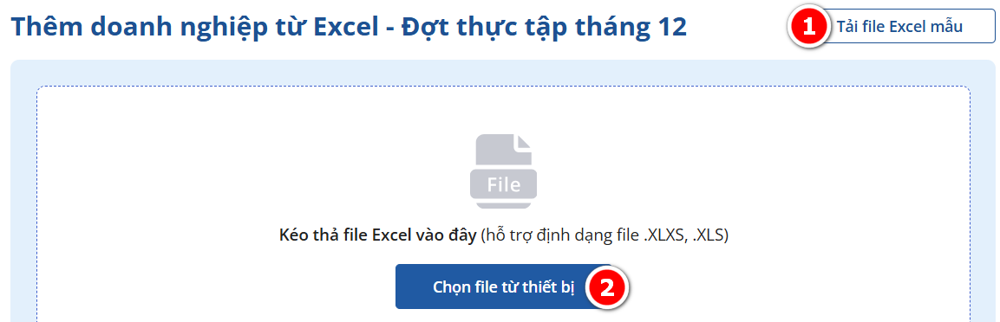 Thêm doanh nghiệp từ Excel - Đợt thực tập tháng 12
1 Tải file Excel mẫu
File
Kéo thả file Excel vào đây (hỗ trợ định dạng file .XLXS, .XLS)
Chọn file từ thiết bị 2